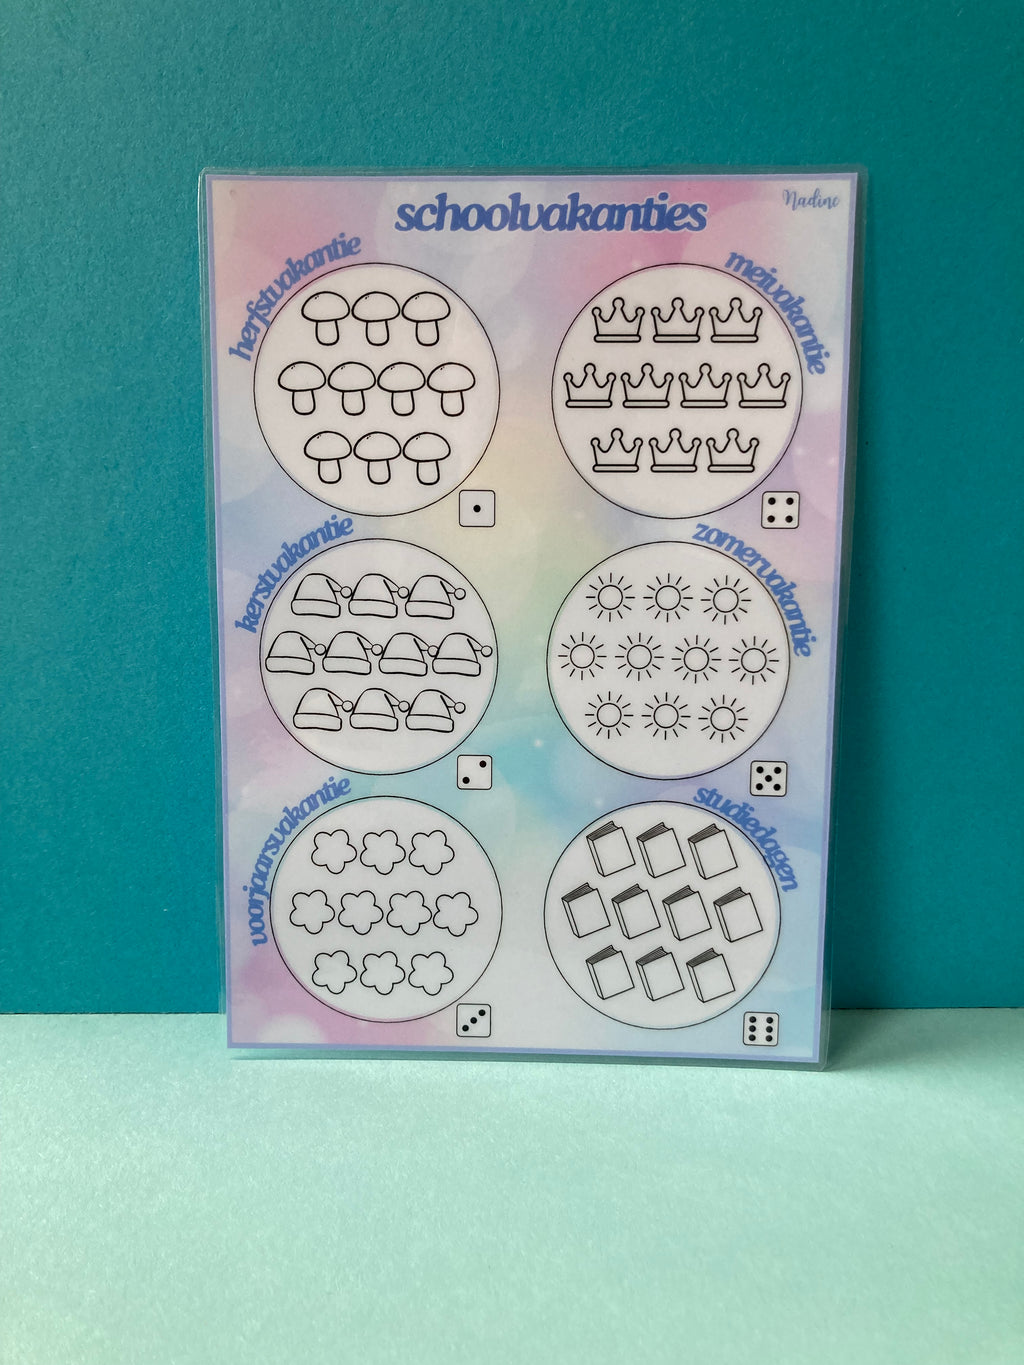 schoolvakanties
Nadine
herfstvakantie
meivakantie
kerstvakantie
zomervakantie
voorjaarsvakantie
studiedagen